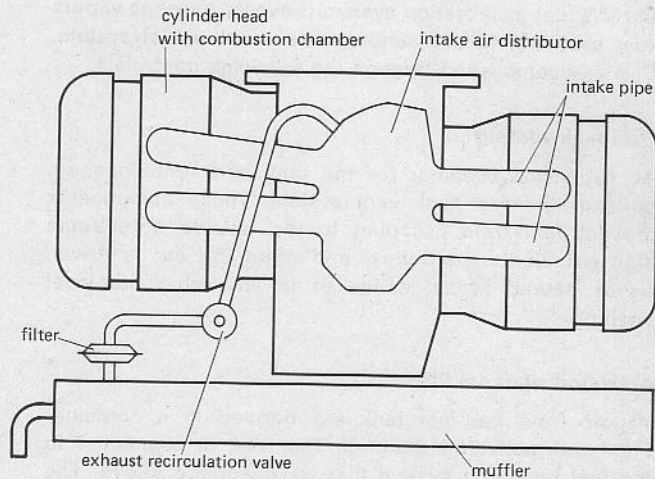 cylinder head
with combustion chamber
intake air distributor
intake pipe
filter
exhaust recirculation valve
muffler